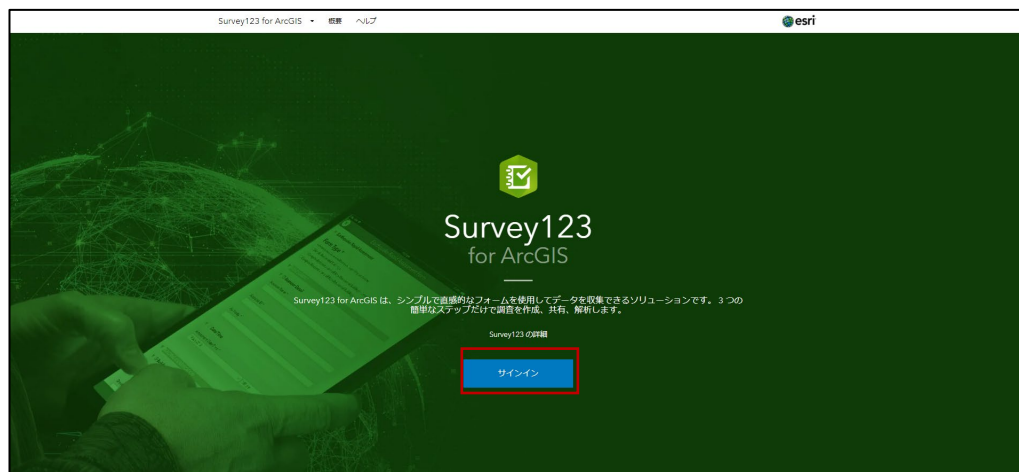 Survey123 for ArcGIS 概要 ヘルプ esri
Survey123
for ArcGIS
Survey123 for ArcGIS は、シンプルで直感的なフォームを使用してデータを収集できるソリューションです。3 つの
簡単なステップだけで調査を作成、共有、解析します。
Survey123 の詳細
サインイン